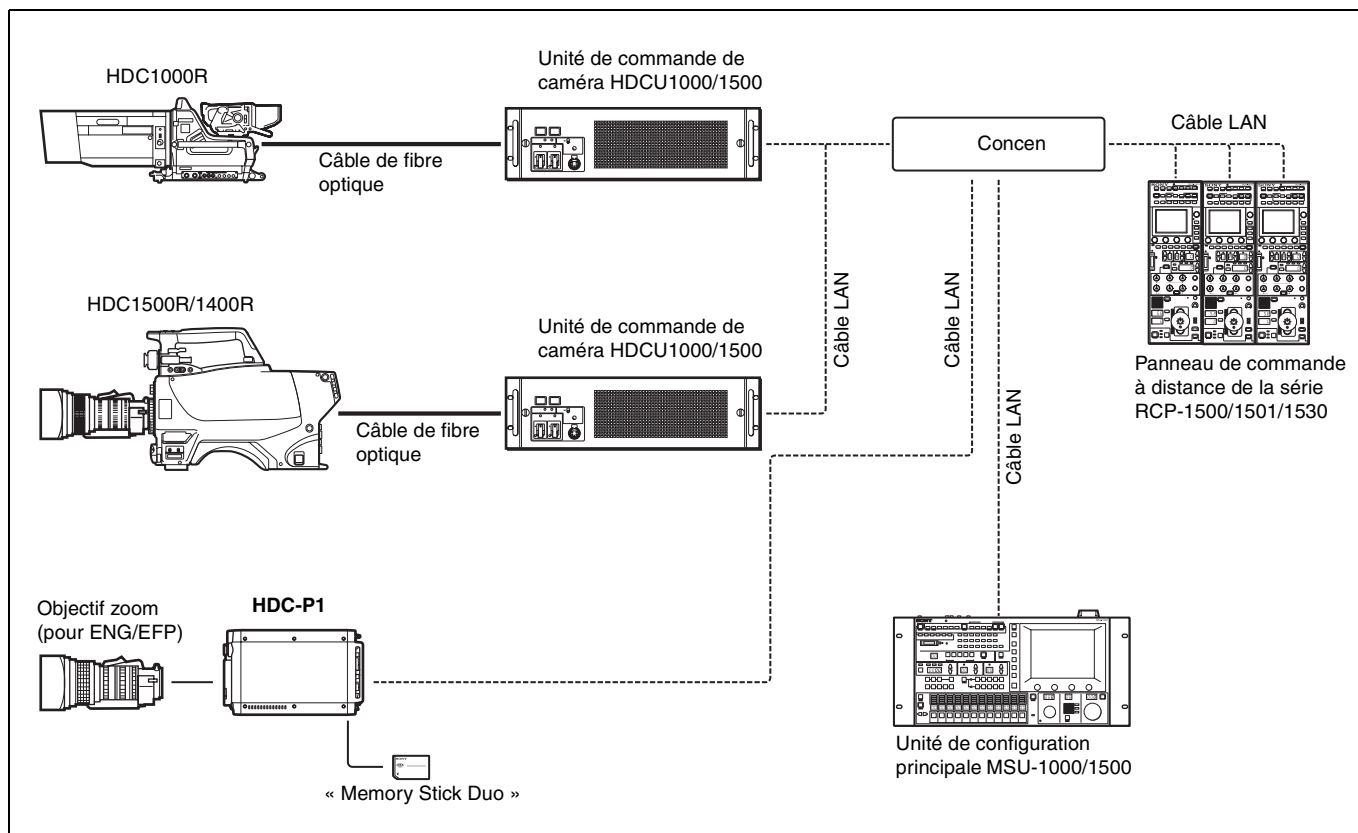 HDC1000R
Unité de commande de
caméra HDCU1000/1500
Câble de fibre
optique
Concen
Câble LAN
HDC1500R/1400R
Unité de commande de
caméra HDCU1000/1500
Câble de fibre
optique
Câble LAN
Câble LAN
Câble LAN
Panneau de commande
à distance de la série
RCP-1500/1501/1530
Objectif zoom
(pour ENG/EFP)
HDC-P1
« Memory Stick Duo »
Unité de configuration
principale MSU-1000/1500